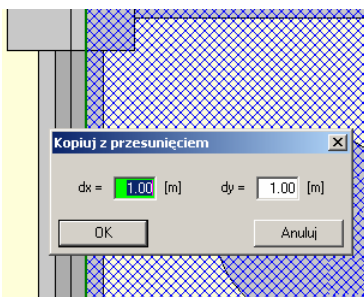 Kopiuj z przesunięciem
dx = 1.00 [m] dy = 1.00 [m]
OK Anuluj